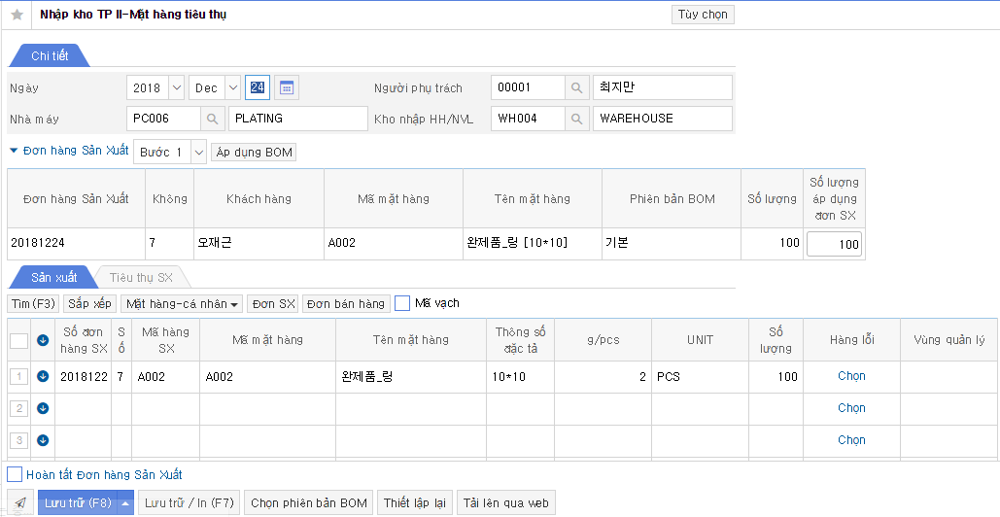 Nhập kho TP II-Mặt hàng tiêu thụ
Tùy chọn
Chi tiết
Ngày 2018 Dec 24 Người phụ trách 00001 최지만
Nhà máy PC006 PLATING Kho nhập HH/NVL WH004 WAREHOUSE
Đơn hàng Sản Xuất Bước 1 Áp dụng BOM
Đơn hàng Sản Xuất Không Khách hàng Mã mặt hàng Tên mặt hàng Phiên bản BOM Số lượng Số lượng áp dụng đơn SX
20181224 7 오재근 A002 완제품_링 [10*10] 기본 100 100
Sản xuất Tiêu thụ SX
Tìm (F3) Sắp xếp Mặt hàng-cá nhân Đơn SX Đơn bán hàng Mã vạch
Số đơn hàng SX Số Mã hàng SX Mã mặt hàng Tên mặt hàng Thông số đặc tả g/pcs UNIT Số lượng Hàng lỗi Vùng quản lý
1 2018122 7 A002 A002 완제품_링 10*10 2 PCS 100 Chọn
2 Chọn
3 Chọn
Hoàn tất Đơn hàng Sản Xuất
Lưu trữ (F8) Lưu trữ / In (F7) Chọn phiên bản BOM Thiết lập lại Tải lên qua web